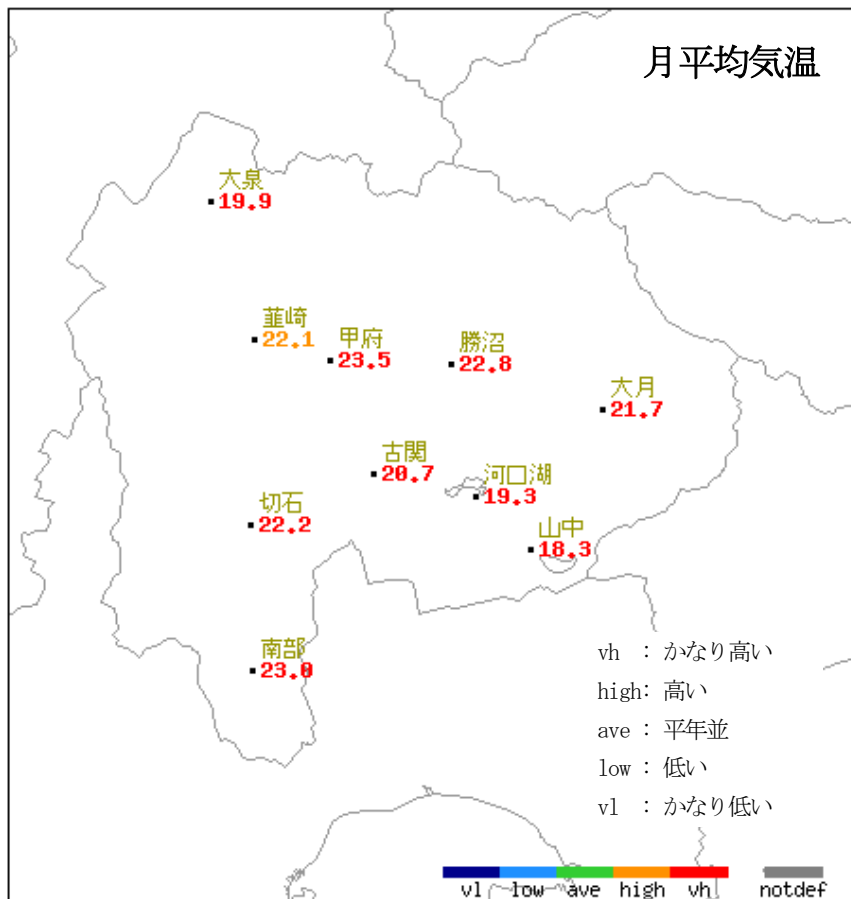 月平均気温
大泉
19.9
韮崎
22.1
甲府
23.5
勝沼
22.8
大月
21.7
古関
20.7
河口湖
19.3
切石
22.2
山中
18.3
南部
23.0
vh : かなり高い
high: 高い
ave : 平年並
low : 低い
vl : かなり低い
vl low ave high vh notdef